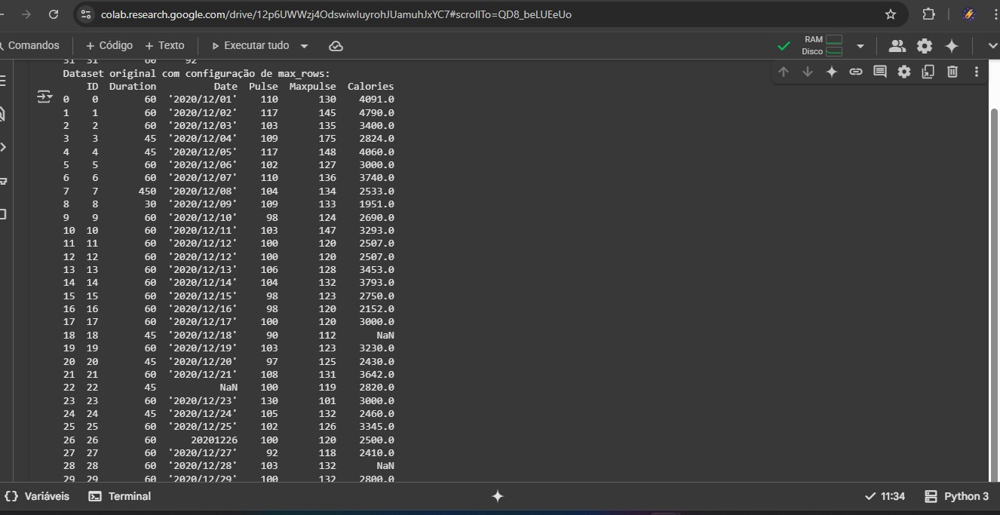 colab.research.google.com/drive/12p6UWWzj4OdswiwIuyrohJUamuhJxYC7#scrollTo=QD8_beLUEeUo
Comandos + Código + Texto Executar tudo RAM
Disco
31 31 60 92
Dataset original com configuração de max_rows:
ID Duration Date Pulse Maxpulse Calories
0 0 60 '2020/12/01' 110 130 4091.0
1 1 60 '2020/12/02' 117 145 4790.0
2 2 60 '2020/12/03' 103 135 3400.0
3 3 45 '2020/12/04' 109 175 2824.0
4 4 45 '2020/12/05' 117 148 4060.0
5 5 60 '2020/12/06' 102 127 3000.0
6 6 60 '2020/12/07' 110 136 3740.0
7 7 450 '2020/12/08' 104 134 2533.0
8 8 30 '2020/12/09' 109 133 1951.0
9 9 60 '2020/12/10' 98 124 2690.0
10 10 60 '2020/12/11' 103 147 3293.0
11 11 60 '2020/12/12' 100 120 2507.0
12 12 60 '2020/12/12' 100 120 2507.0
13 13 60 '2020/12/13' 106 128 3453.0
14 14 60 '2020/12/14' 104 132 3793.0
15 15 60 '2020/12/15' 98 123 2750.0
16 16 60 '2020/12/16' 98 120 2152.0
17 17 60 '2020/12/17' 100 120 3000.0
18 18 45 '2020/12/18' 90 112 NaN
19 19 60 '2020/12/19' 103 123 3230.0
20 20 45 '2020/12/20' 97 125 2430.0
21 21 60 '2020/12/21' 108 131 3642.0
22 22 45 NaN 100 119 2820.0
23 23 60 '2020/12/23' 130 101 3000.0
24 24 45 '2020/12/24' 105 132 2460.0
25 25 60 '2020/12/25' 102 126 3345.0
26 26 60 20201226 100 120 2500.0
27 27 60 '2020/12/27' 92 118 2410.0
28 28 60 '2020/12/28' 103 132 NaN
29 29 60 '2020/12/29' 100 132 2800.0
{} Variáveis Terminal 11:34 Python 3